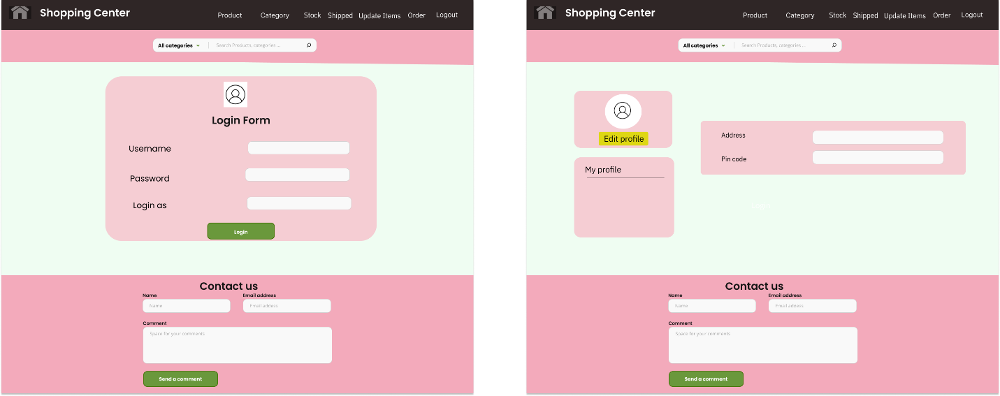 Shopping Center
Product Category Stock Shipped Update Items Order Logout
All categories Search Products, categories ...
Login Form
Username
Password
Login as
Login
Contact us
Name Email address
Name Email addess
Comment
Space for your comments
Send a comment
Shopping Center
Product Category Stock Shipped Update Items Order Logout
All categories Search Products, categories ...
Edit profile
My profile
Address
Pin code
Contact us
Name Email address
Name Email addess
Comment
Space for your comments
Send a comment